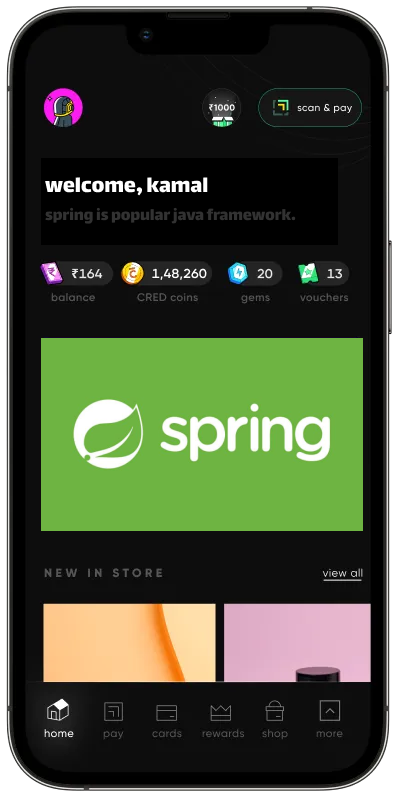 ₹1000
scan & pay
welcome, kamal
spring is popular java framework.
₹164
1,48,260
20
13
balance
CRED coins
gems
vouchers
spring
NEW IN STORE
view all
home
pay
cards
rewards
shop
more